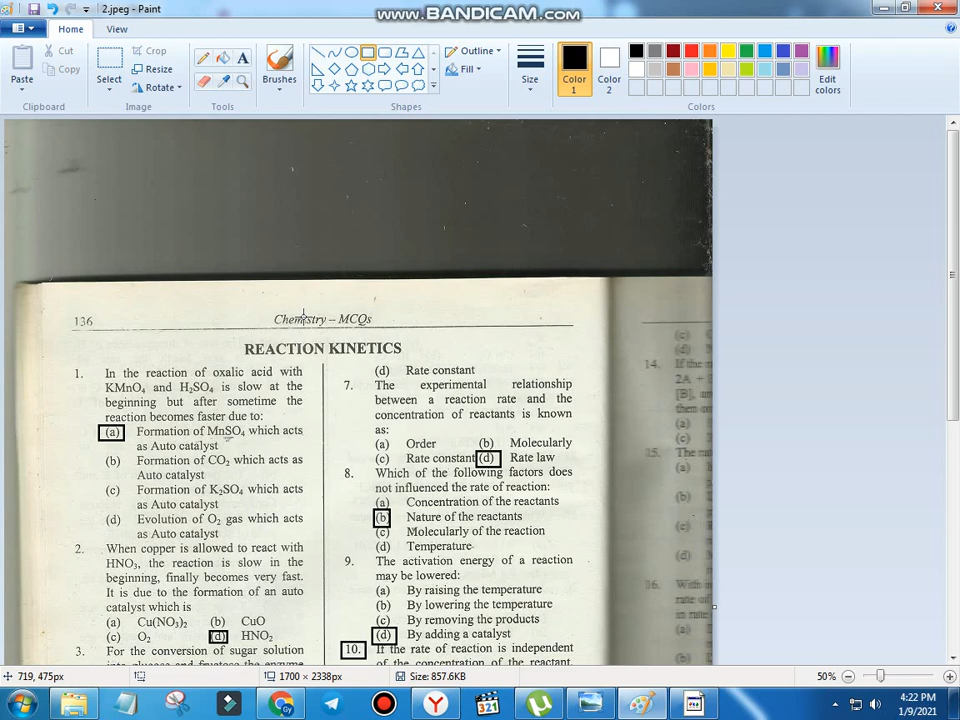 2.jpeg - Paint
www.BANDICAM.com
Home
View
Paste
Cut
Copy
Clipboard
Select
Crop
Resize
Rotate
Image
A
Tools
Brushes
Outline
Fill
Shapes
Size
Color 1
Color 2
Edit colors
Colors
136
Chemistry – MCQs
REACTION KINETICS
1. In the reaction of oxalic acid with
KMnO4 and H2SO4 is slow at the
beginning but after sometime the
reaction becomes faster due to:
(a) Formation of MnSO4 which acts
as Auto catalyst
(b) Formation of CO2 which acts as
Auto catalyst
(c) Formation of K2SO4 which acts
as Auto catalyst
(d) Evolution of O2 gas which acts
as Auto catalyst
2. When copper is allowed to react with
HNO3, the reaction is slow in the
beginning, finally becomes very fast.
It is due to the formation of an auto
catalyst which is
(a) Cu(NO3)2 (b) CuO
(c) O2 (d) HNO2
3. For the conversion of sugar solution
into glucose and fructose the enzyme
(d) Rate constant
7. The experimental relationship
between a reaction rate and the
concentration of reactants is known
as:
(a) Order (b) Molecularly
(c) Rate constant (d) Rate law
8. Which of the following factors does
not influenced the rate of reaction:
(a) Concentration of the reactants
(b Nature of the reactants
(c) Molecularly of the reaction
(d) Temperature
9. The activation energy of a reaction
may be lowered:
(a) By raising the temperature
(b) By lowering the temperature
(c) By removing the products
(d) By adding a catalyst
10. If the rate of reaction is independent
of the concentration of the reactant,
(c)
(d)
14. If the
2A +
[B],
then
(a)
(c)
15. The
(a)
(b)
(c)
(d)
16. With
rate of
in rate
(a)
(b)
719, 475px
1700 × 2338px
Size: 857.6KB
50%
321
4:22 PM
1/9/2021